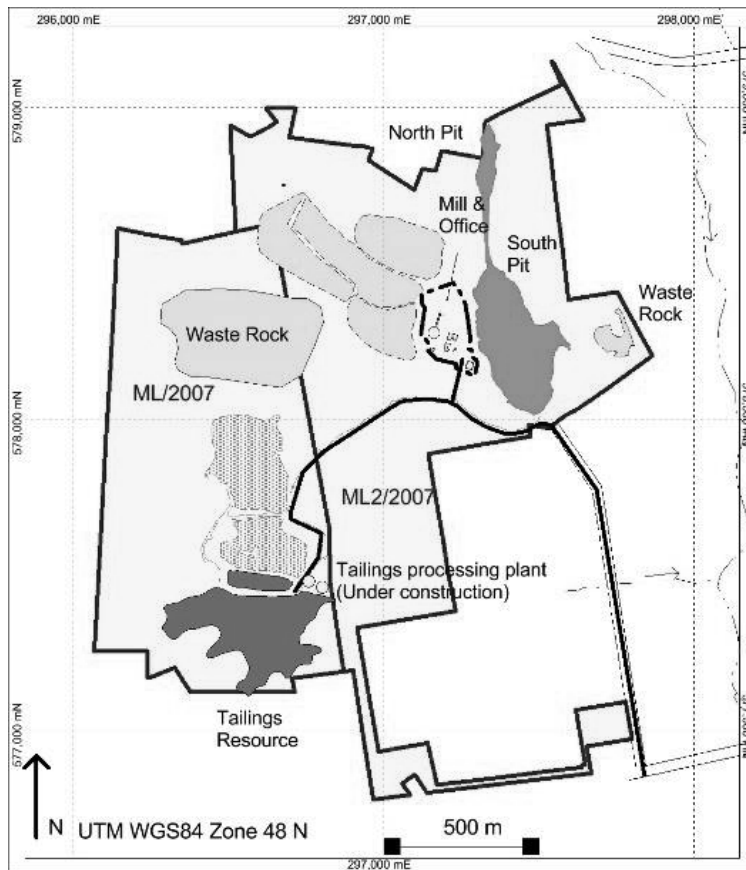 296,000 mE
297,000 mE
298,000 mE
579,000 mN
North Pit
Mill &
Office
South
Pit
Waste
Rock
Waste Rock
ML/2007
578,000 mN
ML2/2007
Tailings processing plant
(Under construction)
Tailings
Resource
577,000 mN
N
UTM WGS84 Zone 48 N
500 m
297,000 mE